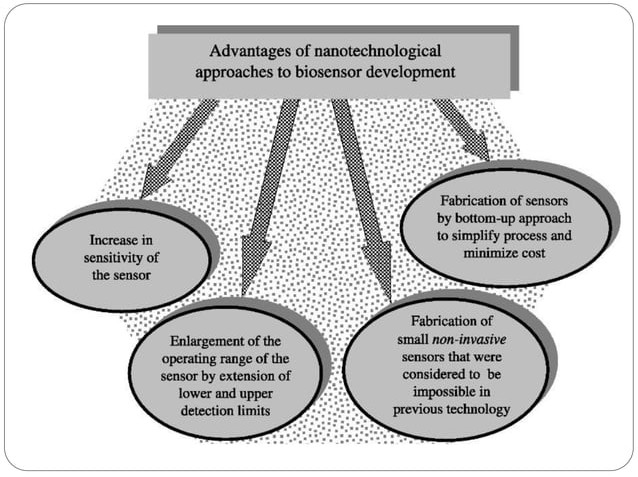 Advantages of nanotechnological
approaches to biosensor development
Increase in
sensitivity of
the sensor
Enlargement of the
operating range of the
sensor by extension of
lower and upper
detection limits
Fabrication of
small non-invasive
sensors that were
considered to be
impossible in
previous technology
Fabrication of sensors
by bottom-up approach
to simplify process and
minimize cost